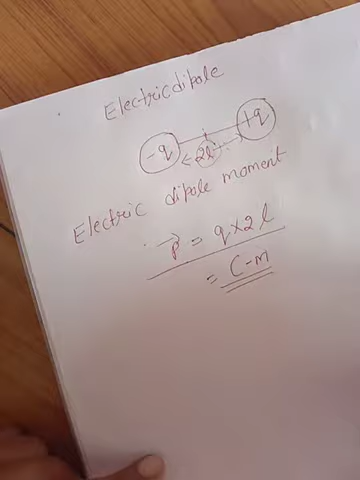 Electric dipole
-q +q
2l
Electric dipole moment
→p = q×2l
= C-m